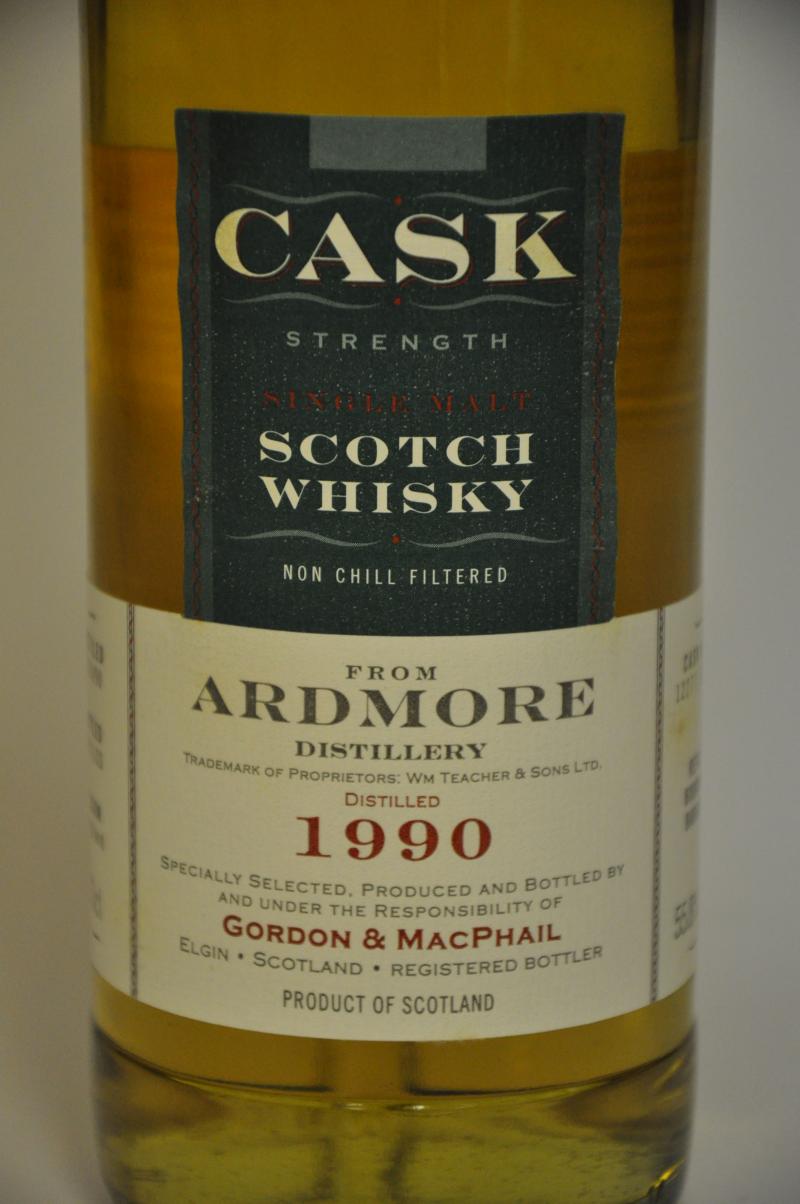 CASK
STRENGTH
SINGLE MALT
SCOTCH
WHISKY
NON CHILL FILTERED
FROM
ARDMORE
DISTILLERY
TRADEMARK OF PROPRIETORS: WM TEACHER & SONS LTD.
DISTILLED
1990
SPECIALLY SELECTED, PRODUCED AND BOTTLED BY
AND UNDER THE RESPONSIBILITY OF
GORDON & MACPHAIL
ELGIN • SCOTLAND • REGISTERED BOTTLER
PRODUCT OF SCOTLAND